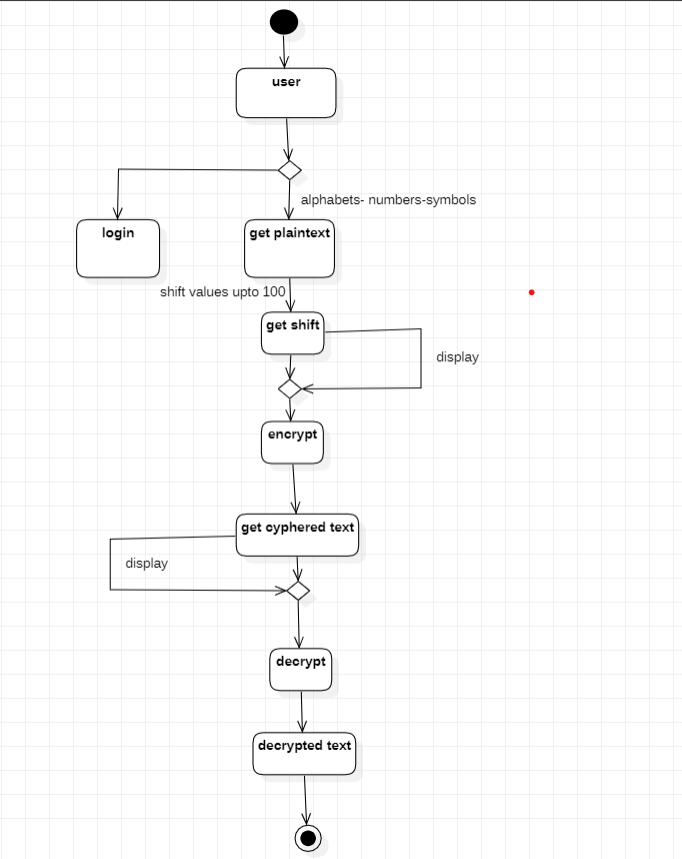 user
alphabets- numbers-symbols
login
get plaintext
shift values upto 100
get shift
display
encrypt
get cyphered text
display
decrypt
decrypted text